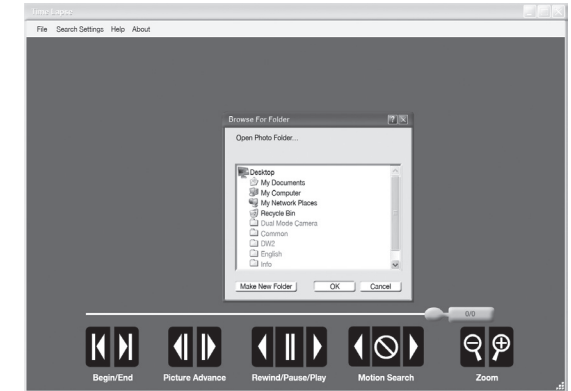 Time Lapse
File Search Settings Help About
Browse For Folder
Open Photo Folder...
Desktop
My Documents
My Computer
My Network Places
Recycle Bin
Dual Mode Camera
Common
DW2
English
Info
Make New Folder OK Cancel
0/0
Begin/End Picture Advance Rewind/Pause/Play Motion Search Zoom